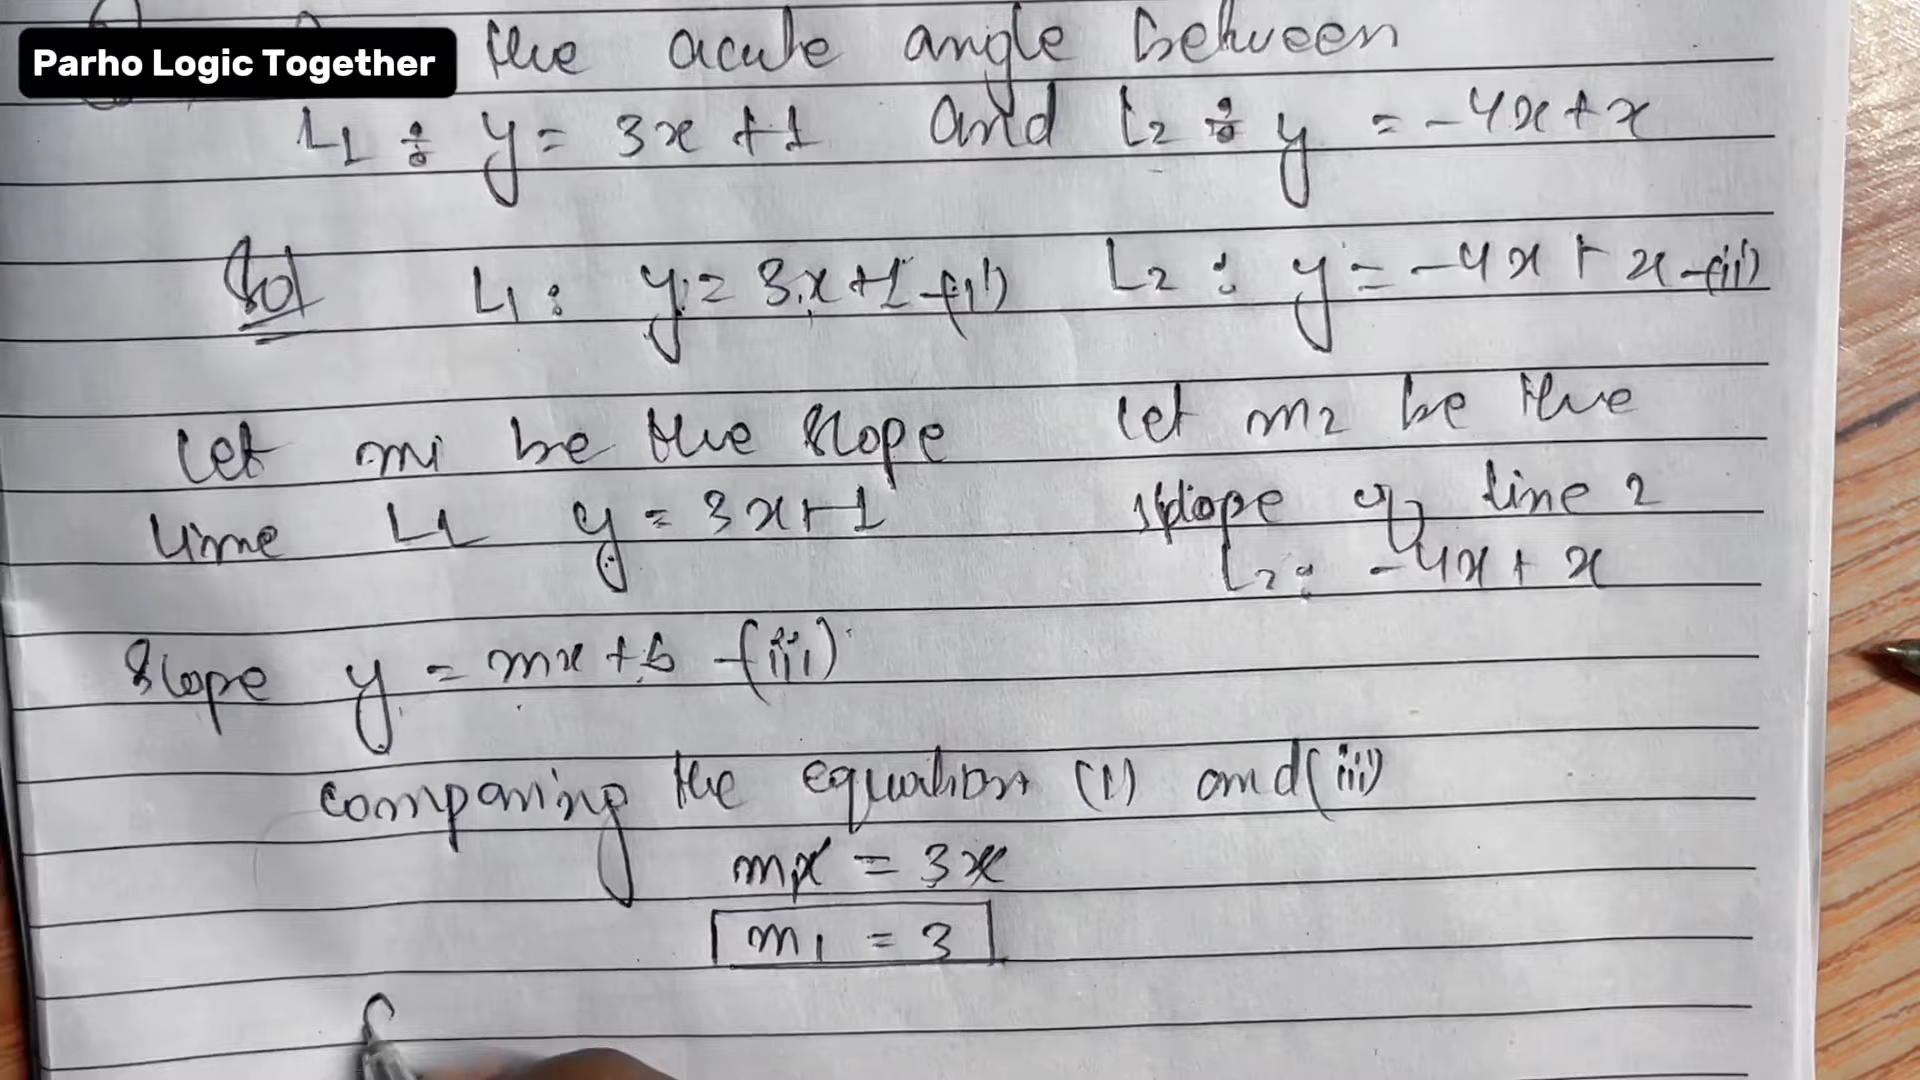 Parho Logic Together
the acute angle between
L1 : y = 3x + 1 and L2 : y = -4x + x
Sol L1 : y = 3x + 1 -(i) L2 : y = -4x + x -(ii)
let m1 be the slope let m2 be the
line L1 y = 3x + 1 slope of line 2
L2: -4x + x
Slope y = mx + b -(iii)
comparing the equation (1) and (iii)
mx = 3x
m1 = 3